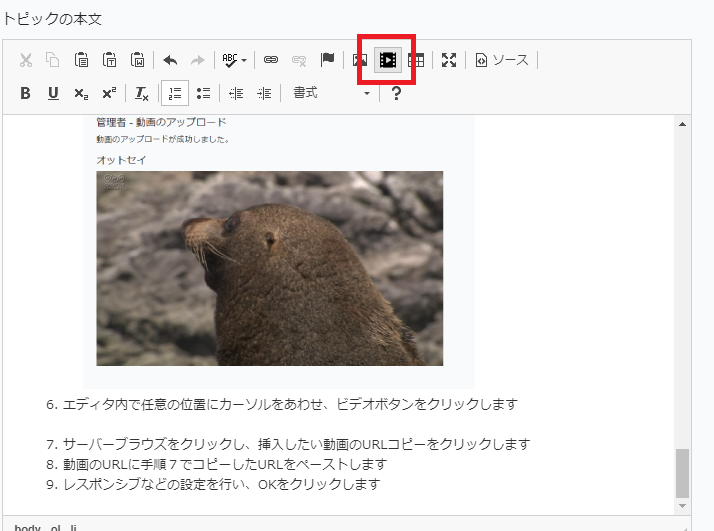 トピックの本文
ABC
ソース
B U x₂ x² Tx 書式 ?
管理者 - 動画のアップロード
動画のアップロードが成功しました。
オットセイ
6. エディタ内で任意の位置にカーソルをあわせ、ビデオボタンをクリックします
7. サーバーブラウズをクリックし、挿入したい動画のURLコピーをクリックします
8. 動画のURLに手順７でコピーしたURLをペーストします
9. レスポンシブなどの設定を行い、OKをクリックします
body ol li